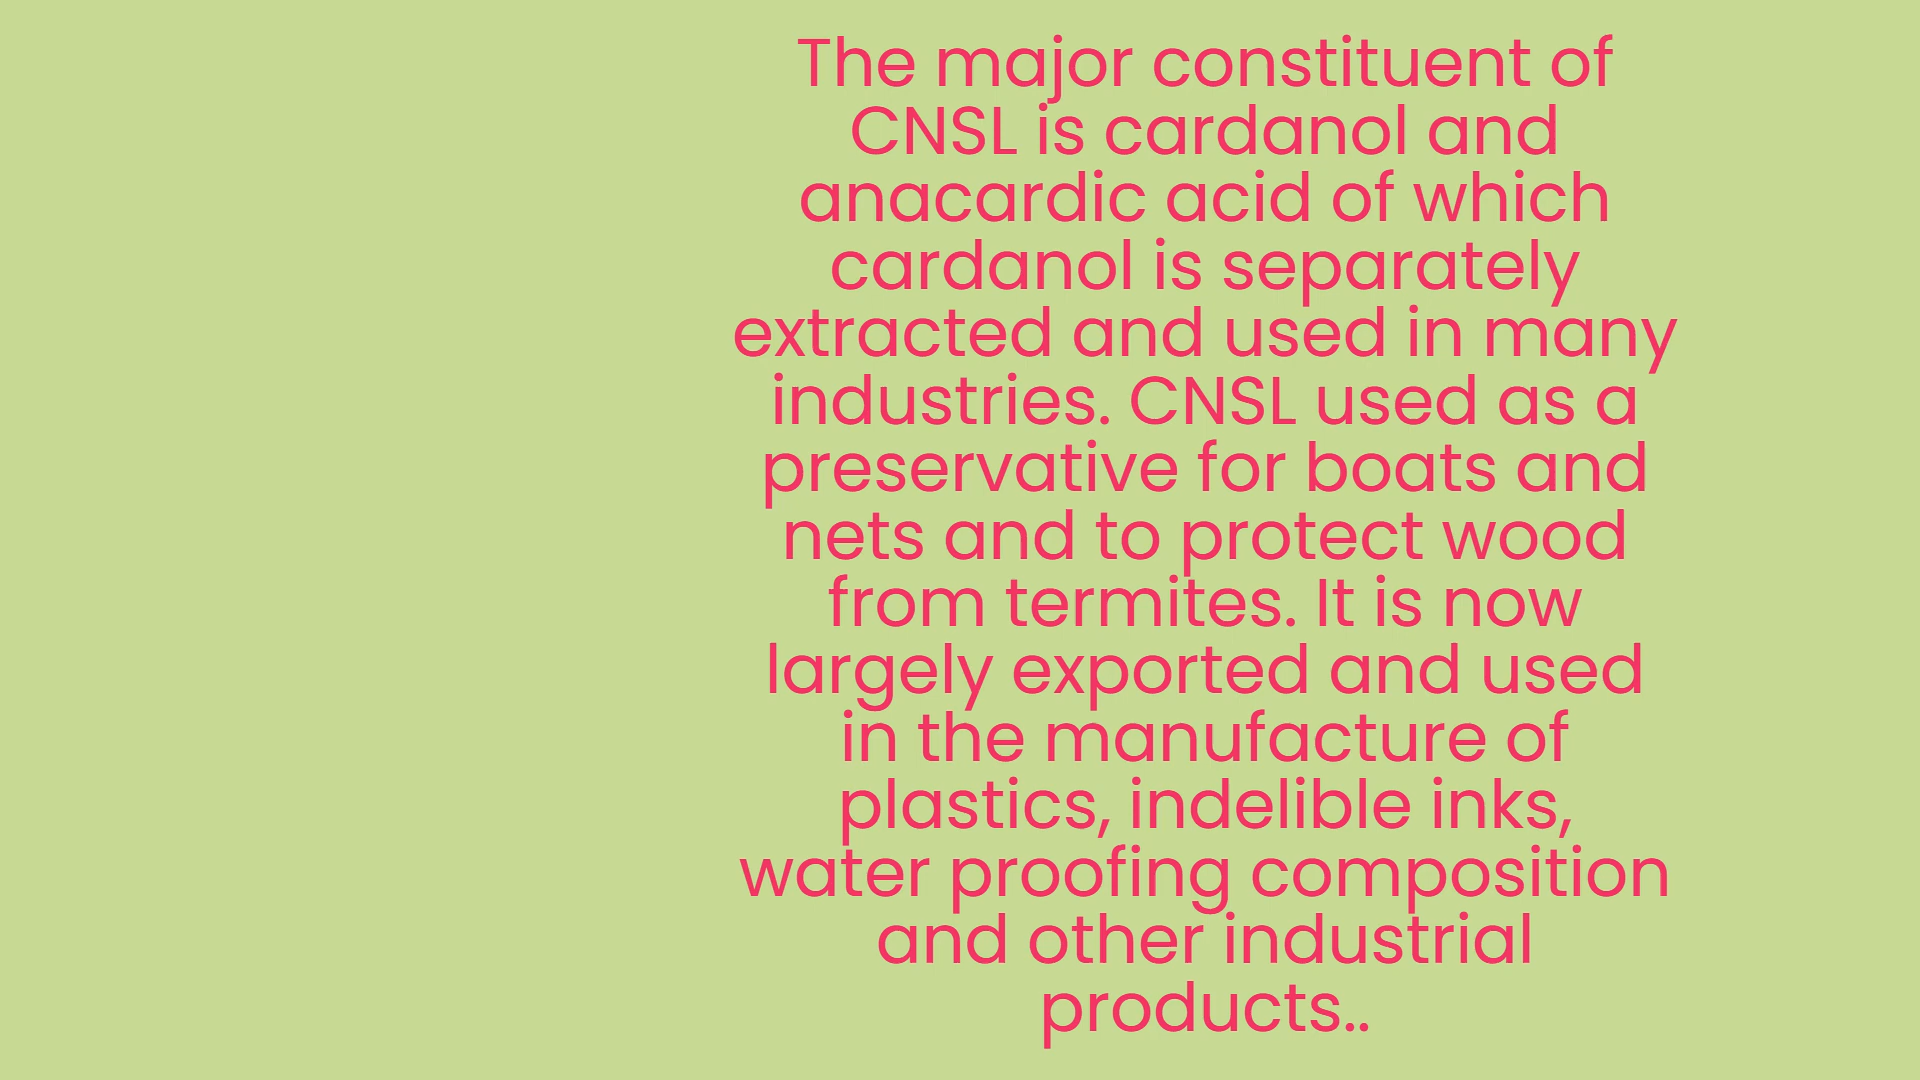 The major constituent of
CNSL is cardanol and
anacardic acid of which
cardanol is separately
extracted and used in many
industries. CNSL used as a
preservative for boats and
nets and to protect wood
from termites. It is now
largely exported and used
in the manufacture of
plastics, indelible inks,
water proofing composition
and other industrial
products..